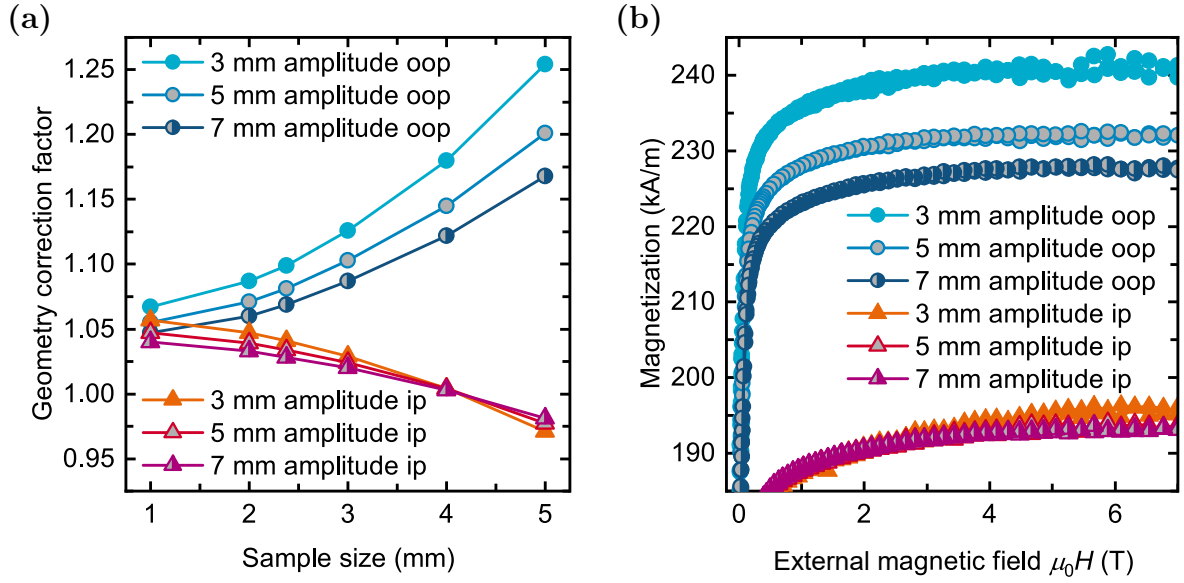 (a)
Geometry correction factor
1.25
1.20
1.15
1.10
1.05
1.00
0.95
3 mm amplitude oop
5 mm amplitude oop
7 mm amplitude oop
3 mm amplitude ip
5 mm amplitude ip
7 mm amplitude ip
1 2 3 4 5
Sample size (mm)
(b)
Magnetization (kA/m)
240
230
220
210
200
190
3 mm amplitude oop
5 mm amplitude oop
7 mm amplitude oop
3 mm amplitude ip
5 mm amplitude ip
7 mm amplitude ip
0 2 4 6
External magnetic field μ₀H (T)